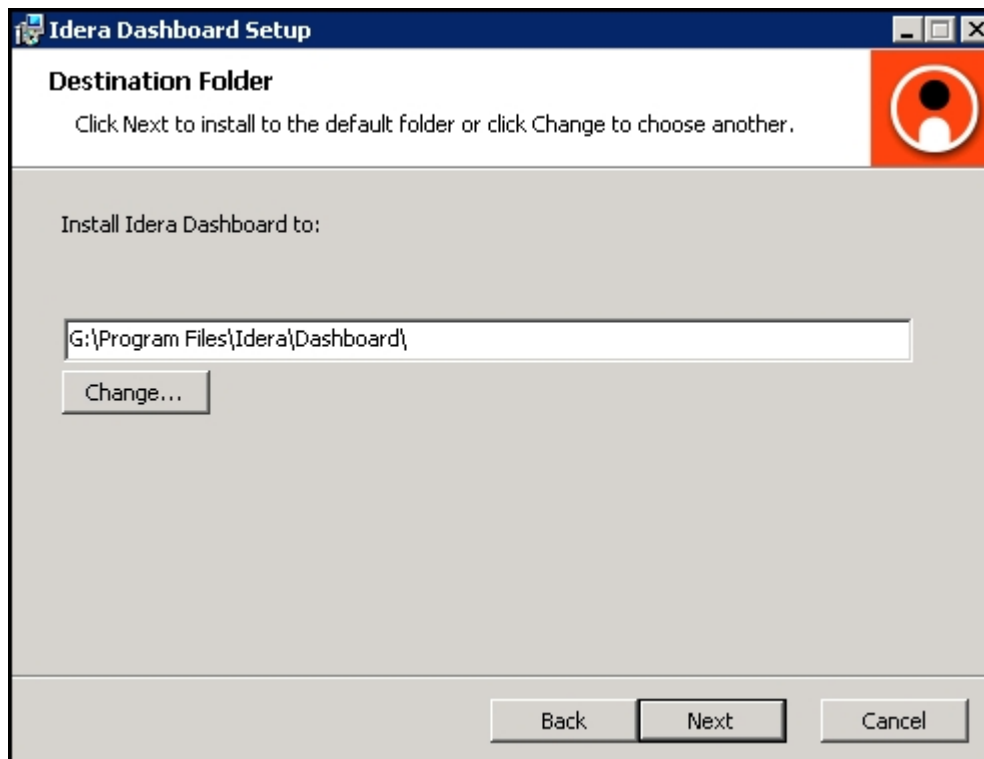 Idera Dashboard Setup
Destination Folder
Click Next to install to the default folder or click Change to choose another.
Install Idera Dashboard to:
G:\Program Files\Idera\Dashboard\
Change...
Back Next Cancel